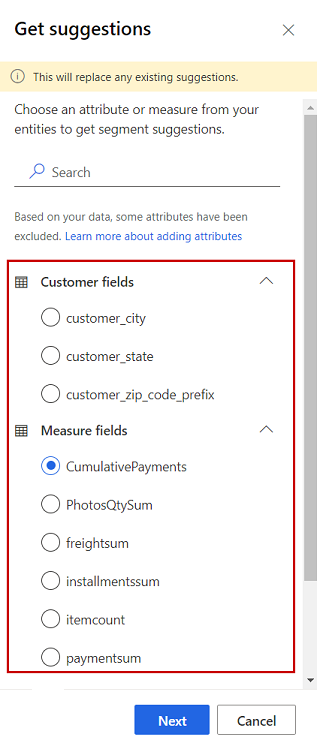 Get suggestions
This will replace any existing suggestions.
Choose an attribute or measure from your
entities to get segment suggestions.
Search
Based on your data, some attributes have been
excluded. Learn more about adding attributes
Customer fields
customer_city
customer_state
customer_zip_code_prefix
Measure fields
CumulativePayments
PhotosQtySum
freightsum
installmentssum
itemcount
paymentsum
Next Cancel